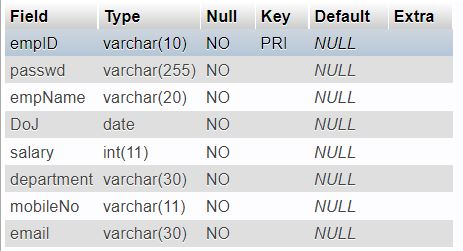 Field Type Null Key Default Extra
empID varchar(10) NO PRI NULL
passwd varchar(255) NO NULL
empName varchar(20) NO NULL
DoJ date NO NULL
salary int(11) NO NULL
department varchar(30) NO NULL
mobileNo varchar(11) NO NULL
email varchar(30) NO NULL